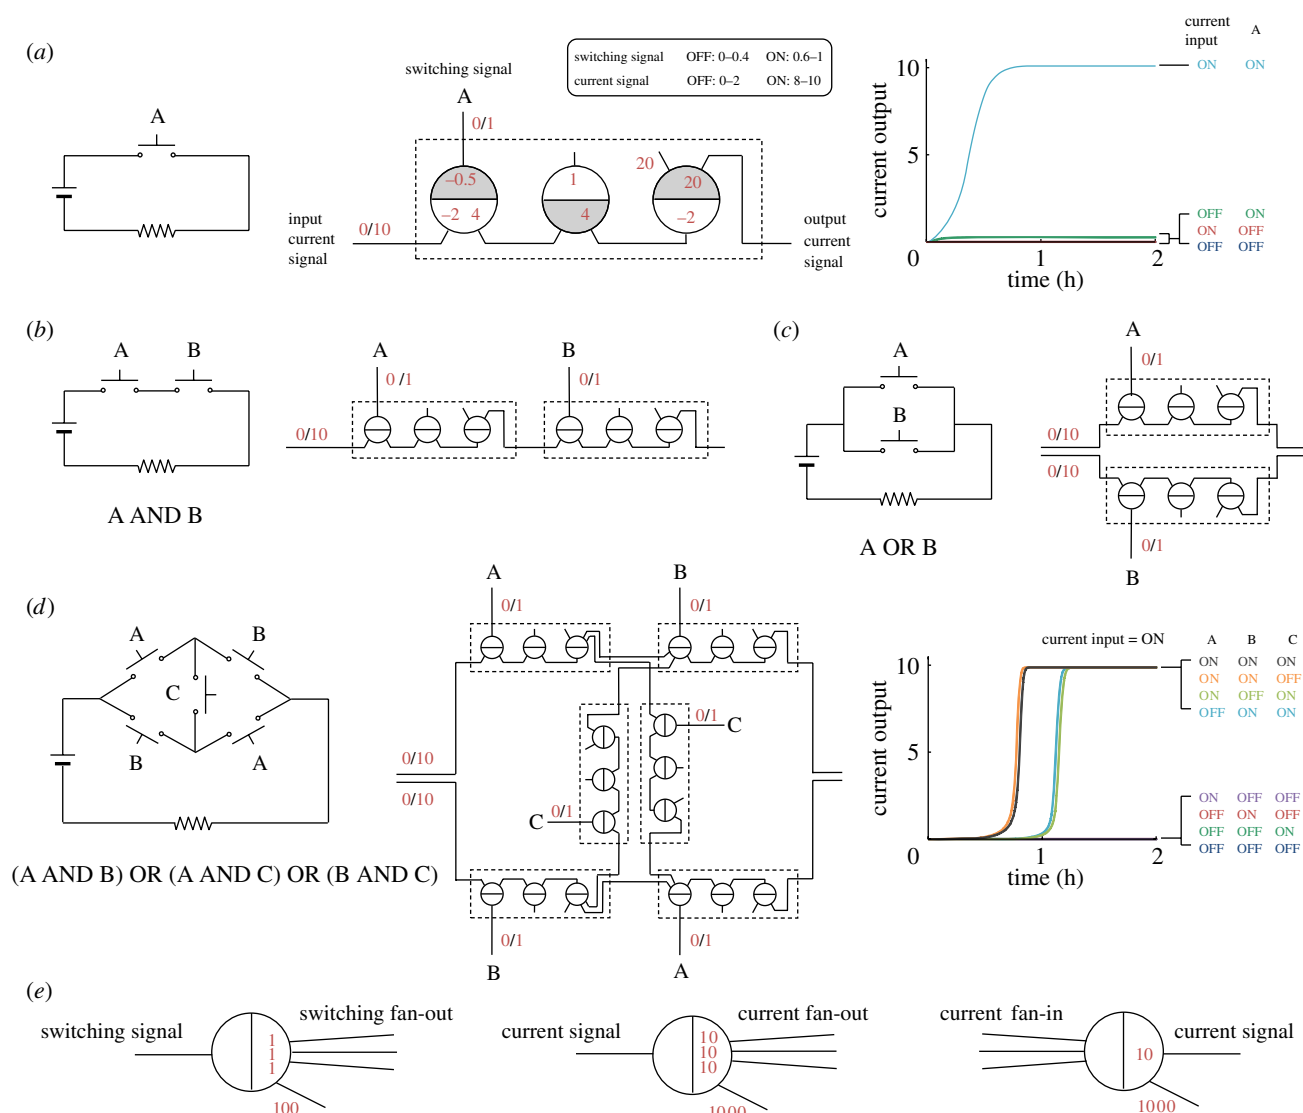 (a)
A
switching signal
A
0/1
switching signal OFF: 0–0.4 ON: 0.6–1
current signal OFF: 0–2 ON: 8–10
–0.5
–2 4
1
4
20
20
–2
input
current
signal
0/10
output
current
signal
current output
10
5
0
1
2
time (h)
current
input
A
ON ON
OFF ON
ON OFF
OFF OFF
(b)
A
B
A AND B
A
0 /1
B
0/1
0/10
(c)
A
B
A OR B
A
0/1
0/10
0/10
0/1
B
(d)
A
B
C
B
A
(A AND B) OR (A AND C) OR (B AND C)
A
0/1
B
0/1
0/1
C
0/10
0/10
C
0/1
0/1
B
0/1
A
current output
10
5
0
1
2
time (h)
current input = ON
A B C
ON ON ON
ON ON OFF
ON OFF ON
OFF ON ON
ON OFF OFF
OFF ON OFF
OFF OFF ON
OFF OFF OFF
(e)
switching signal
switching fan-out
1
1
1
100
current signal
current fan-out
10
10
10
1000
current fan-in
current signal
10
1000